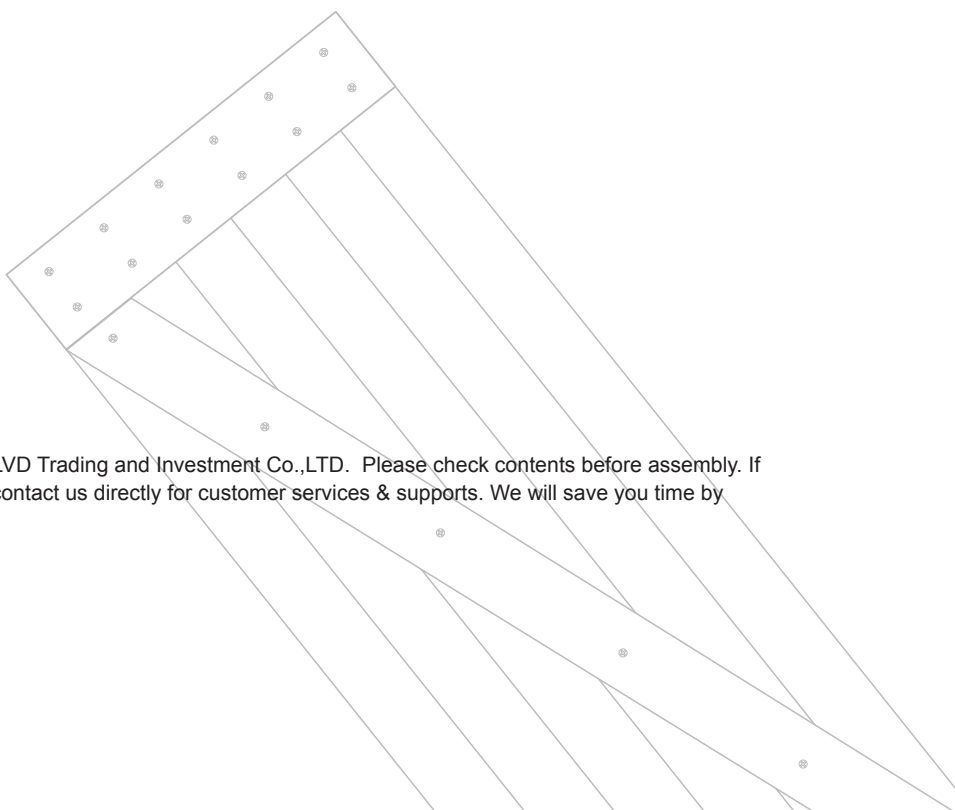 LVD Trading and Investment Co.,LTD.  Please check contents before assembly. If
contact us directly for customer services & supports. We will save you time by